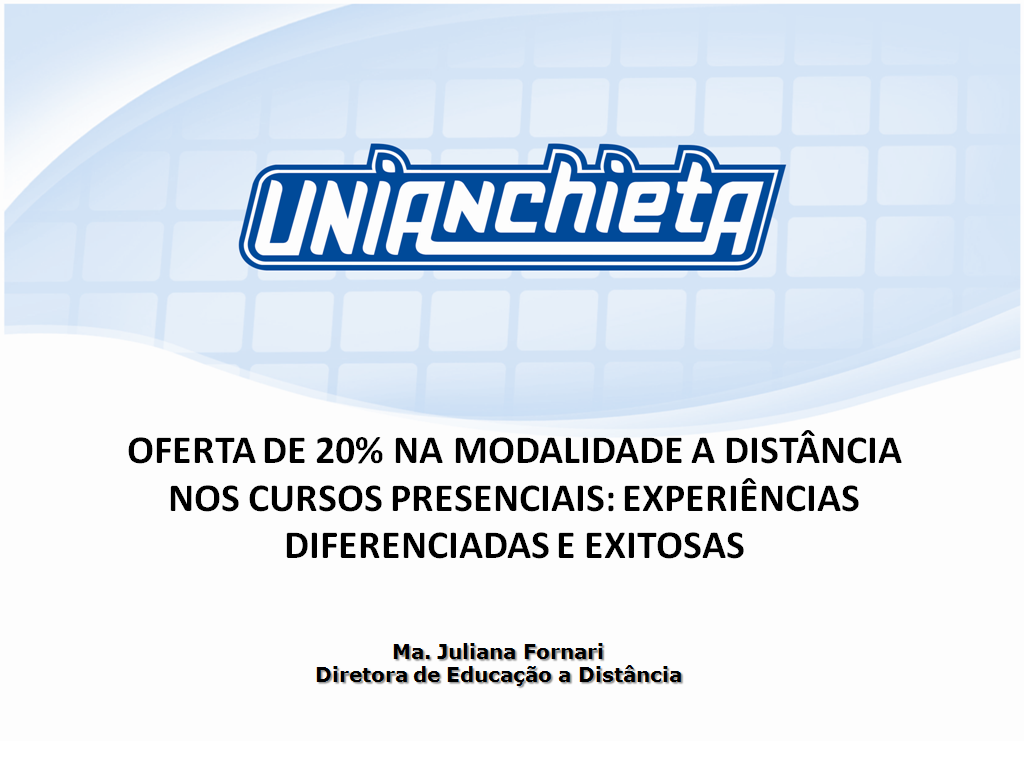 UNIANCHIETA
OFERTA DE 20% NA MODALIDADE A DISTÂNCIA
NOS CURSOS PRESENCIAIS: EXPERIÊNCIAS
DIFERENCIADAS E EXITOSAS
Ma. Juliana Fornari
Diretora de Educação a Distância